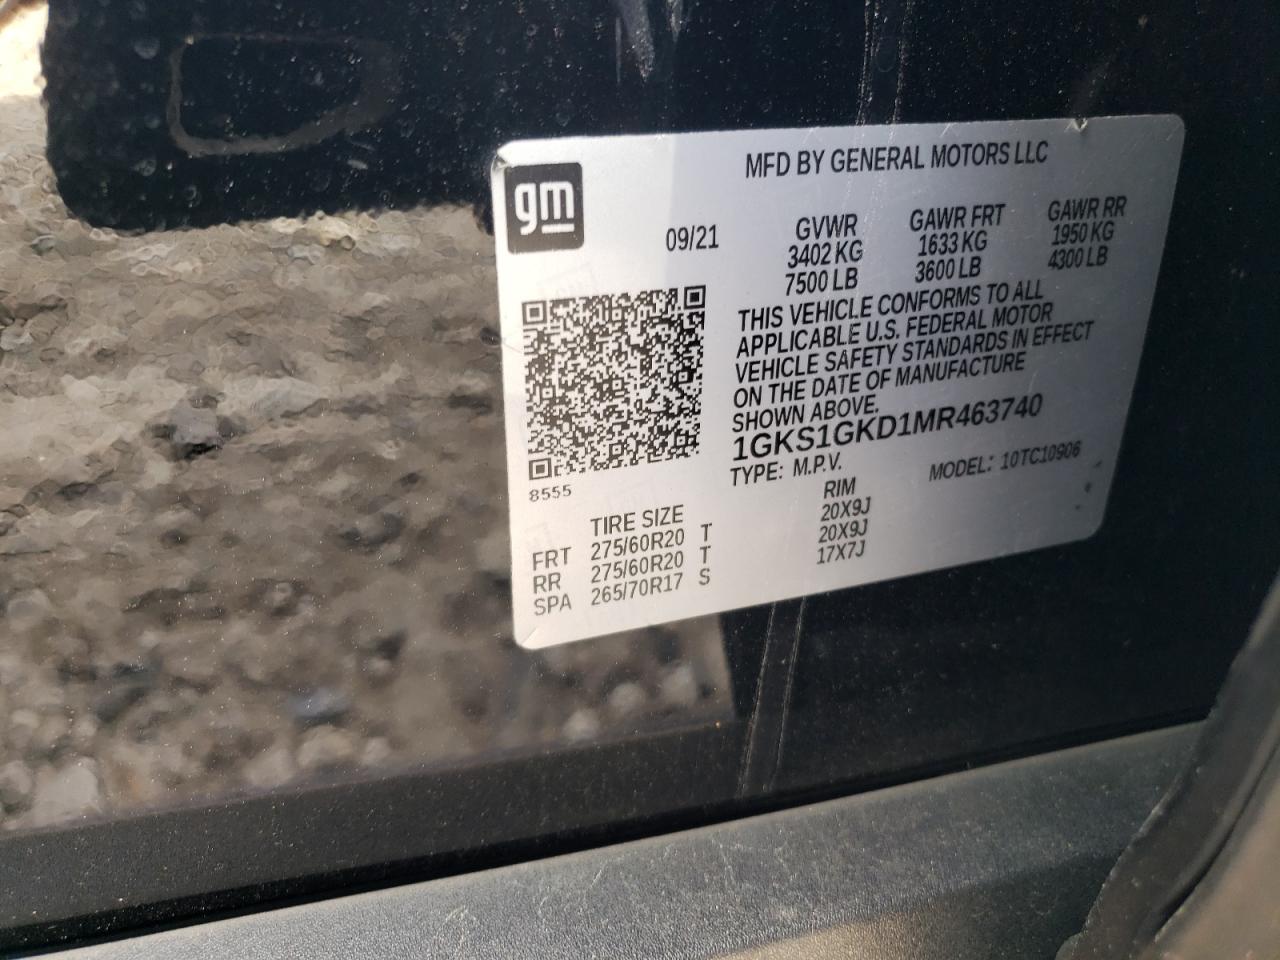 gm
MFD BY GENERAL MOTORS LLC
09/21
GVWR GAWR FRT GAWR RR
3402 KG 1633 KG 1950 KG
7500 LB 3600 LB 4300 LB
THIS VEHICLE CONFORMS TO ALL
APPLICABLE U.S. FEDERAL MOTOR
VEHICLE SAFETY STANDARDS IN EFFECT
ON THE DATE OF MANUFACTURE
SHOWN ABOVE.
1GKS1GKD1MR463740
TYPE: M.P.V. MODEL: 10TC10906
8555
TIRE SIZE RIM
FRT 275/60R20 T 20X9J
RR 275/60R20 T 20X9J
SPA 265/70R17 S 17X7J